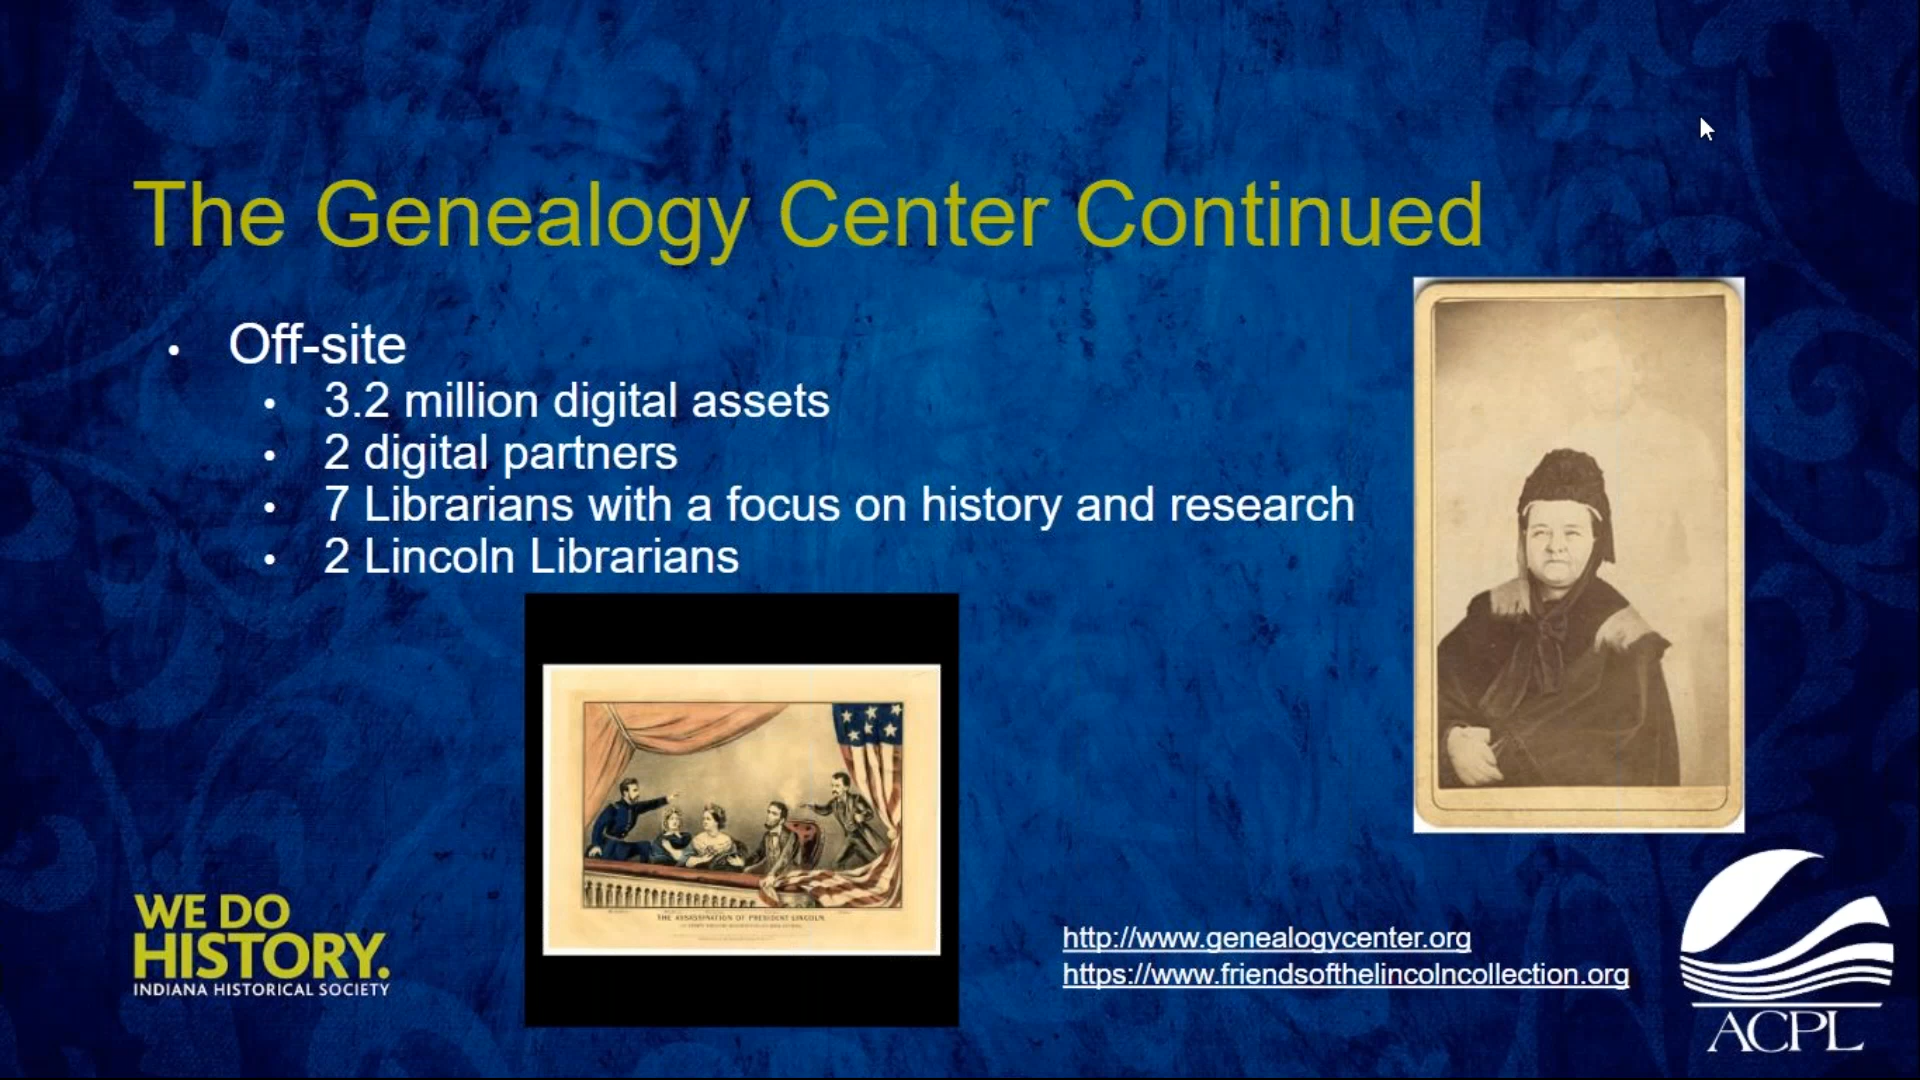 The Genealogy Center Continued
• Off-site
• 3.2 million digital assets
• 2 digital partners
• 7 Librarians with a focus on history and research
• 2 Lincoln Librarians
THE ASSASSINATION OF PRESIDENT LINCOLN,
WE DO
HISTORY.
INDIANA HISTORICAL SOCIETY
http://www.genealogycenter.org
https://www.friendsofthelincolncollection.org
ACPL